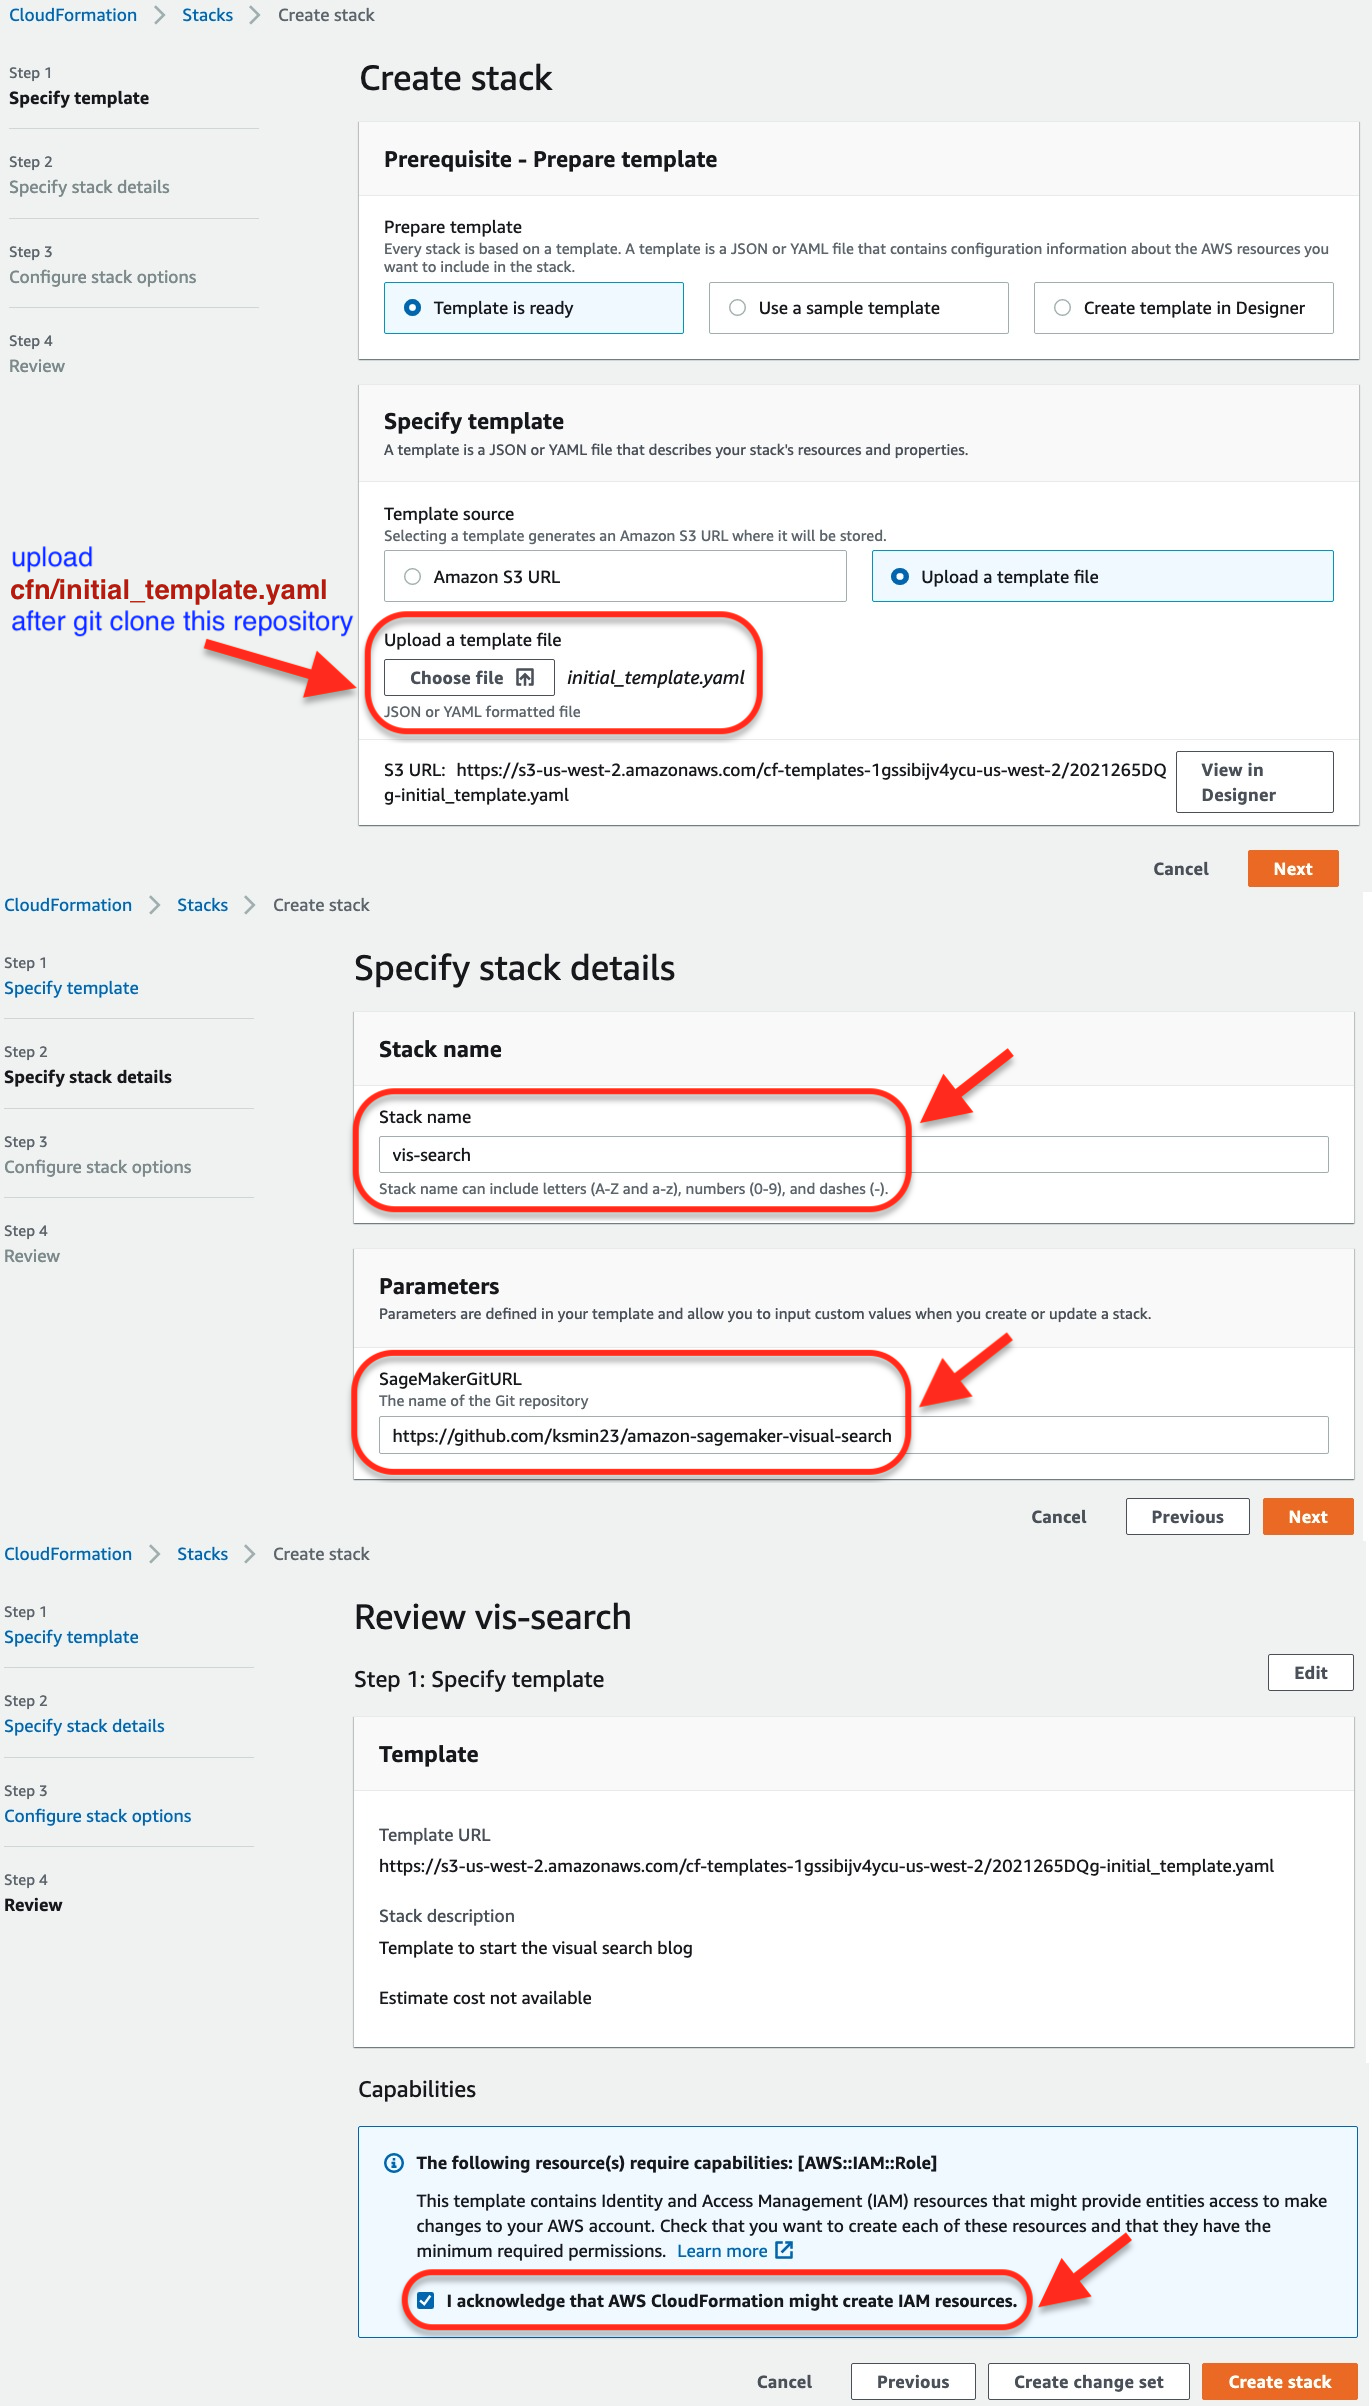 CloudFormation > Stacks > Create stack
Step 1
Specify template
Step 2
Specify stack details
Step 3
Configure stack options
Step 4
Review
Create stack
Prerequisite - Prepare template
Prepare template
Every stack is based on a template. A template is a JSON or YAML file that contains configuration information about the AWS resources you
want to include in the stack.
Template is ready
Use a sample template
Create template in Designer
Specify template
A template is a JSON or YAML file that describes your stack's resources and properties.
Template source
Selecting a template generates an Amazon S3 URL where it will be stored.
Amazon S3 URL
Upload a template file
upload
cfn/initial_template.yaml
after git clone this repository
Upload a template file
Choose file initial_template.yaml
JSON or YAML formatted file
S3 URL: https://s3-us-west-2.amazonaws.com/cf-templates-1gssibijv4ycu-us-west-2/2021265DQ
g-initial_template.yaml
View in
Designer
Cancel
Next
CloudFormation > Stacks > Create stack
Step 1
Specify template
Step 2
Specify stack details
Step 3
Configure stack options
Step 4
Review
Specify stack details
Stack name
Stack name
vis-search
Stack name can include letters (A-Z and a-z), numbers (0-9), and dashes (-).
Parameters
Parameters are defined in your template and allow you to input custom values when you create or update a stack.
SageMakerGitURL
The name of the Git repository
https://github.com/ksmin23/amazon-sagemaker-visual-search
Cancel
Previous
Next
CloudFormation > Stacks > Create stack
Step 1
Specify template
Step 2
Specify stack details
Step 3
Configure stack options
Step 4
Review
Review vis-search
Step 1: Specify template
Edit
Template
Template URL
https://s3-us-west-2.amazonaws.com/cf-templates-1gssibijv4ycu-us-west-2/2021265DQg-initial_template.yaml
Stack description
Template to start the visual search blog
Estimate cost not available
Capabilities
The following resource(s) require capabilities: [AWS::IAM::Role]
This template contains Identity and Access Management (IAM) resources that might provide entities access to make
changes to your AWS account. Check that you want to create each of these resources and that they have the
minimum required permissions. Learn more
I acknowledge that AWS CloudFormation might create IAM resources.
Cancel
Previous
Create change set
Create stack